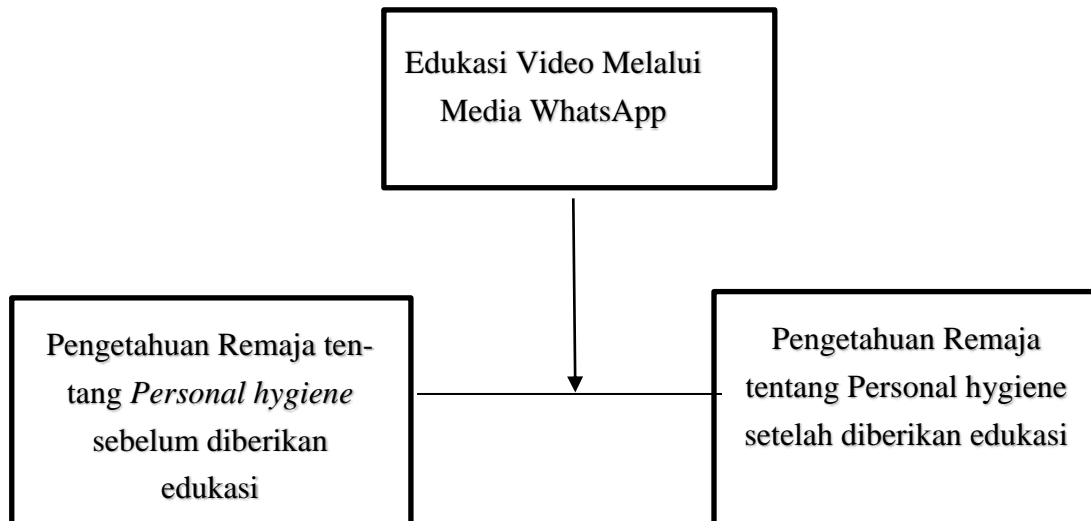 Edukasi Video Melalui
Media WhatsApp
Pengetahuan Remaja ten-
tang Personal hygiene
sebelum diberikan
edukasi
Pengetahuan Remaja
tentang Personal hygiene
setelah diberikan edukasi